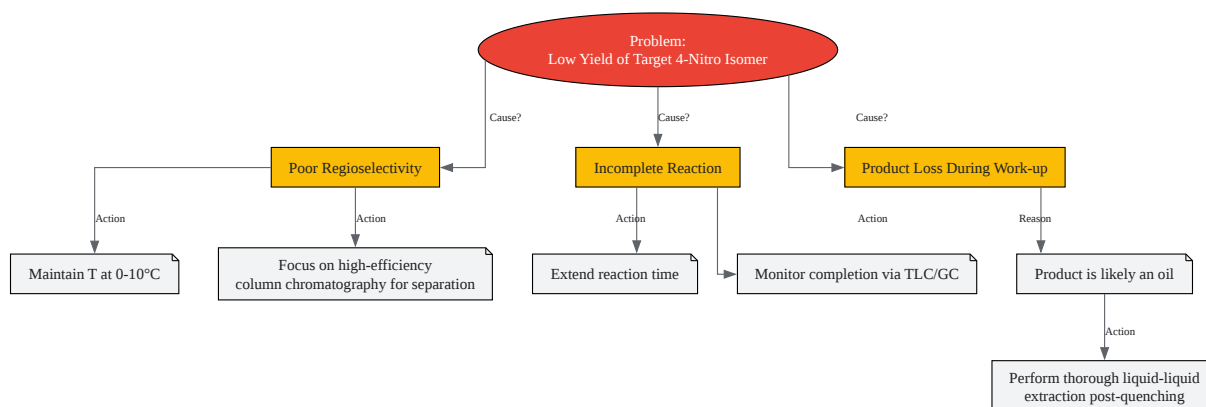 Problem:
Low Yield of Target 4-Nitro Isomer
Cause?
Cause?
Cause?
Poor Regioselectivity
Incomplete Reaction
Product Loss During Work-up
Action
Action
Action
Action
Reason
Maintain T at 0-10°C
Focus on high-efficiency
column chromatography for separation
Extend reaction time
Monitor completion via TLC/GC
Product is likely an oil
Action
Perform thorough liquid-liquid
extraction post-quenching